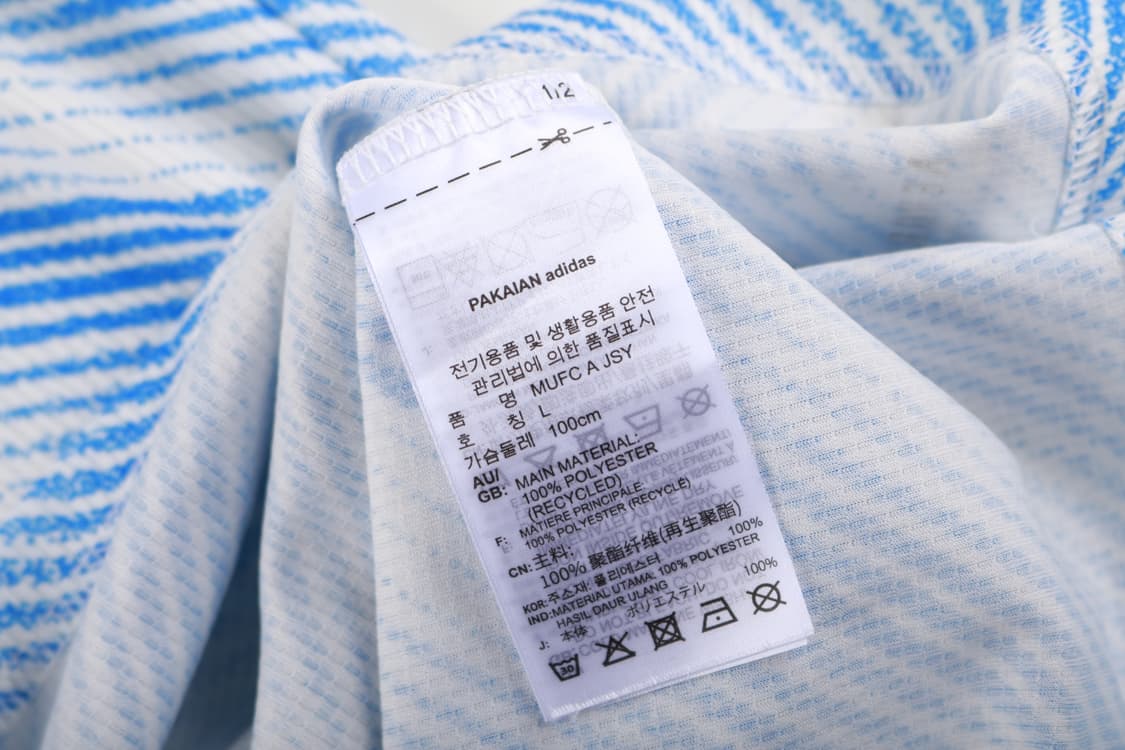 1/2
PAKAIAN adidas
전기용품 및 생활용품 안전
관리법에 의한 품질표시
품 명 MUFC A JSY
호 칭 L
가슴둘레 100cm
AU/ GB: MAIN MATERIAL:
100% POLYESTER
(RECYCLED)
F: MATIERE PRINCIPALE:
100% POLYESTER (RECYCLÉ)
CN: 主料:
100% 聚酯纤维(再生聚酯)
KOR: 주소재: 폴리에스터 100%
IND: MATERIAL UTAMA: 100% POLYESTER
HASIL DAUR ULANG
J: 本体 ポリエステル 100%
30